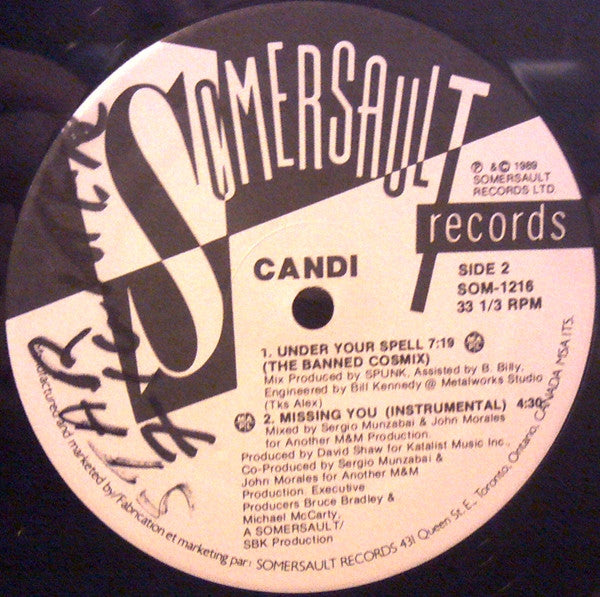 SOMERSAULT
records
℗ & © 1989
SOMERSAULT
RECORDS LTD.
CANDI
SIDE 2
SOM-1216
33 1/3 RPM
1. UNDER YOUR SPELL 7:19
(THE BANNED COSMIX)
Mix Produced by SPUNK, Assisted by B. Billy,
Engineered by Bill Kennedy @ Metalworks Studio
(Tks Alex)
2. MISSING YOU (INSTRUMENTAL) 4:30
Mixed by Sergio Munzabai & John Morales
for Another M&M Production.
Produced by David Shaw for Katalist Music Inc.,
Co-Produced by Sergio Munzabai &
John Morales for Another M&M
Production. Executive
Producers Bruce Bradley &
Michael McCarty,
A SOMERSAULT/
SBK Production
Manufactured and marketed by/Fabrication et marketing par: SOMERSAULT RECORDS 431 Queen St. E., Toronto, Ontario, CANADA M5A 1T5.